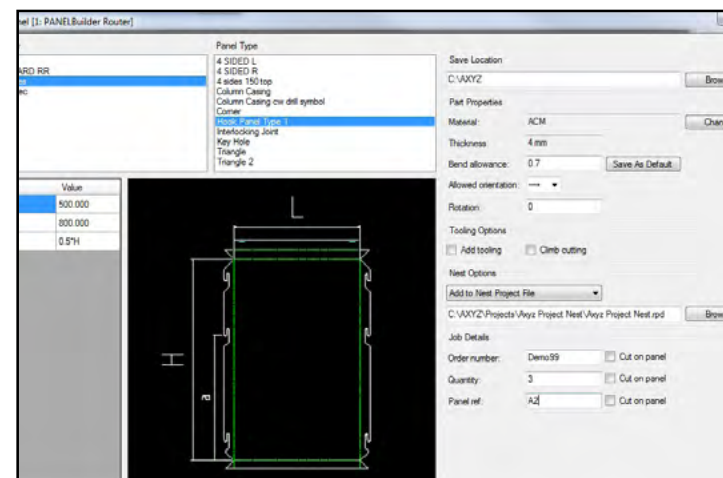 nel [1: PANELBuilder Router]
Panel Type
4 SIDED L
4 SIDED R
4 sides 150 top
Column Casing
Column Casing cw drill symbol
Corner
Hook Panel Type 1
Interlocking Joint
Key Hole
Triangle
Triangle 2
ARD RR
es
ec
Value
500.000
800.000
0.5*H
L
H
a
Save Location
C:\AXYZ
Brow
Part Properties
Material: ACM
Chan
Thickness 4 mm
Bend allowance: 0.7 Save As Default
Allowed orientation:
Rotation: 0
Tooling Options
Add tooling Climb cutting
Nest Options
Add to Nest Project File
C:\AXYZ\Projects\Axyz Project Nest\Axyz Project Nest.rpd
Brow
Job Details
Order number: Demo99 Cut on panel
Quantity: 3 Cut on panel
Panel ref: A2 Cut on panel